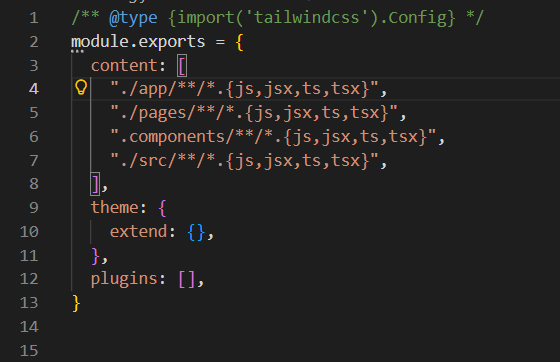 1 /** @type {import('tailwindcss').Config} */
2 module.exports = {
3 content: [
4 "./app/**/*.{js,jsx,ts,tsx}",
5 "./pages/**/*.{js,jsx,ts,tsx}",
6 ".components/**/*.{js,jsx,ts,tsx}",
7 "./src/**/*.{js,jsx,ts,tsx}",
8 ],
9 theme: {
10 extend: {},
11 },
12 plugins: [],
13 }
14
15